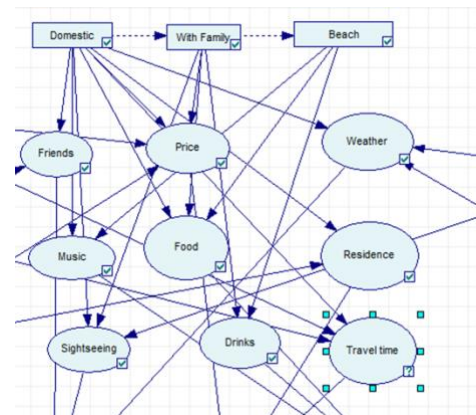 Domestic
With Family
Beach
Friends
Price
Weather
Music
Food
Residence
Sightseeing
Drinks
Travel time
?